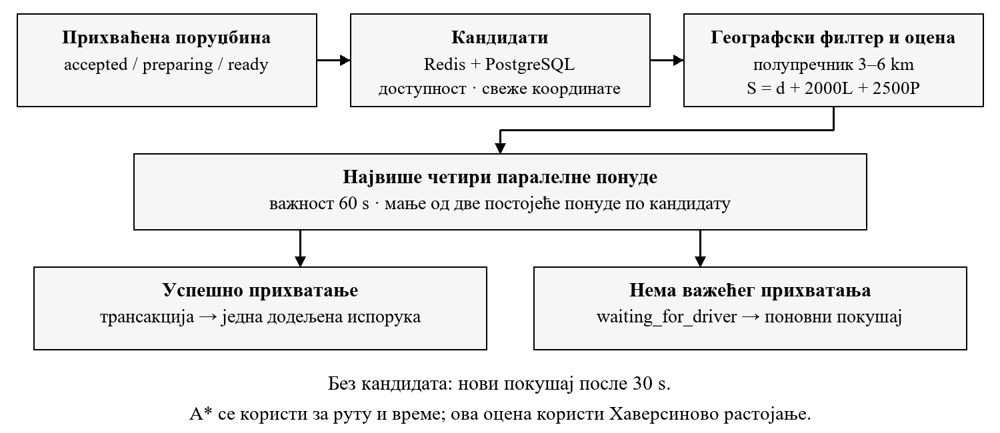 Прихваћена поруџбина
accepted / preparing / ready
Кандидати
Redis + PostgreSQL
доступност · свеже координате
Географски филтер и оцена
полупречник 3–6 km
S = d + 2000L + 2500P
Највише четири паралелне понуде
важност 60 s · мање од две постојеће понуде по кандидату
Успешно прихватање
трансакција → једна додељена испорука
Нема важећег прихватања
waiting_for_driver → поновни покушај
Без кандидата: нови покушај после 30 s.
A* се користи за руту и време; ова оцена користи Хаверсиново растојање.